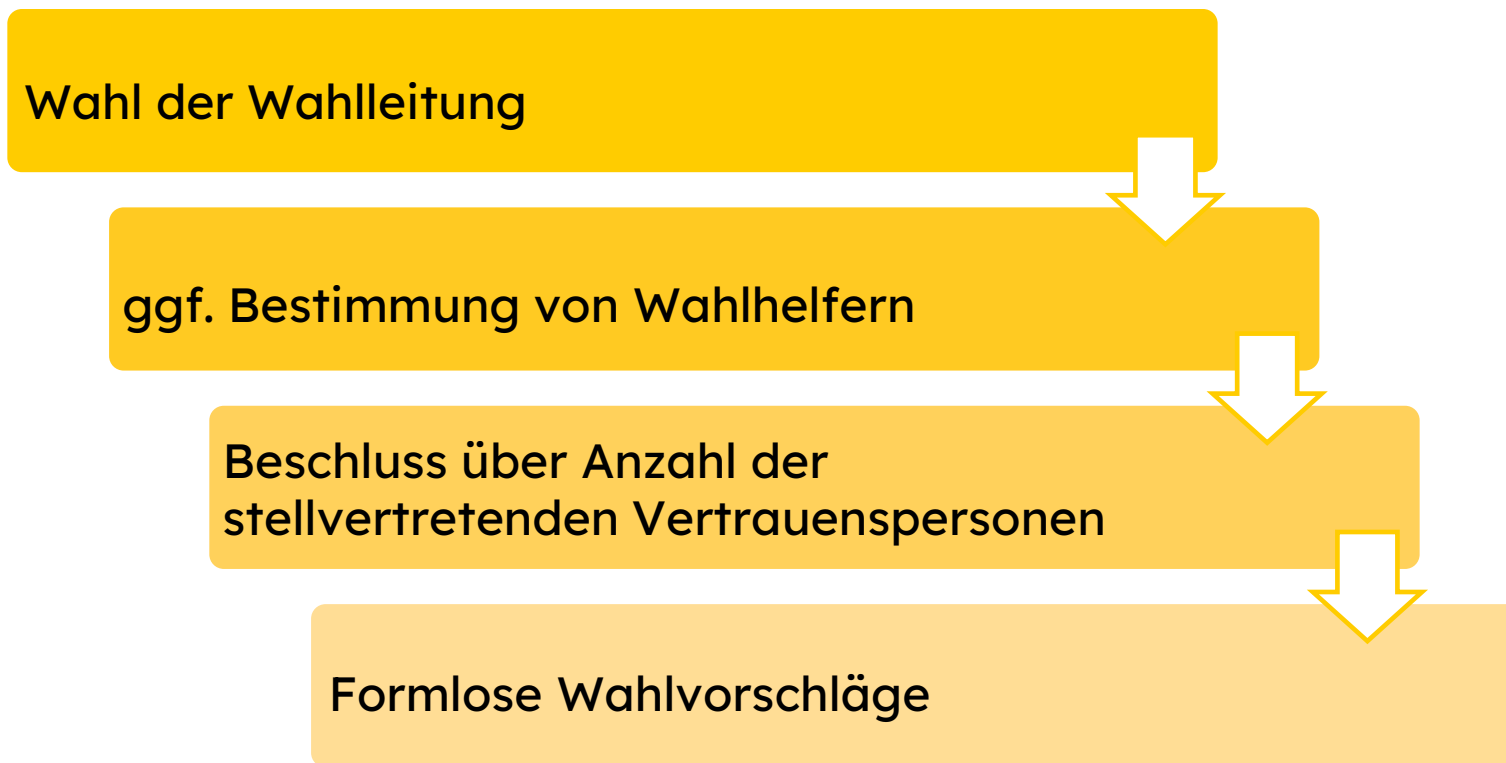 Wahl der Wahlleitung
ggf. Bestimmung von Wahlhelfern
Beschluss über Anzahl der
stellvertretenden Vertrauenspersonen
Formlose Wahlvorschläge